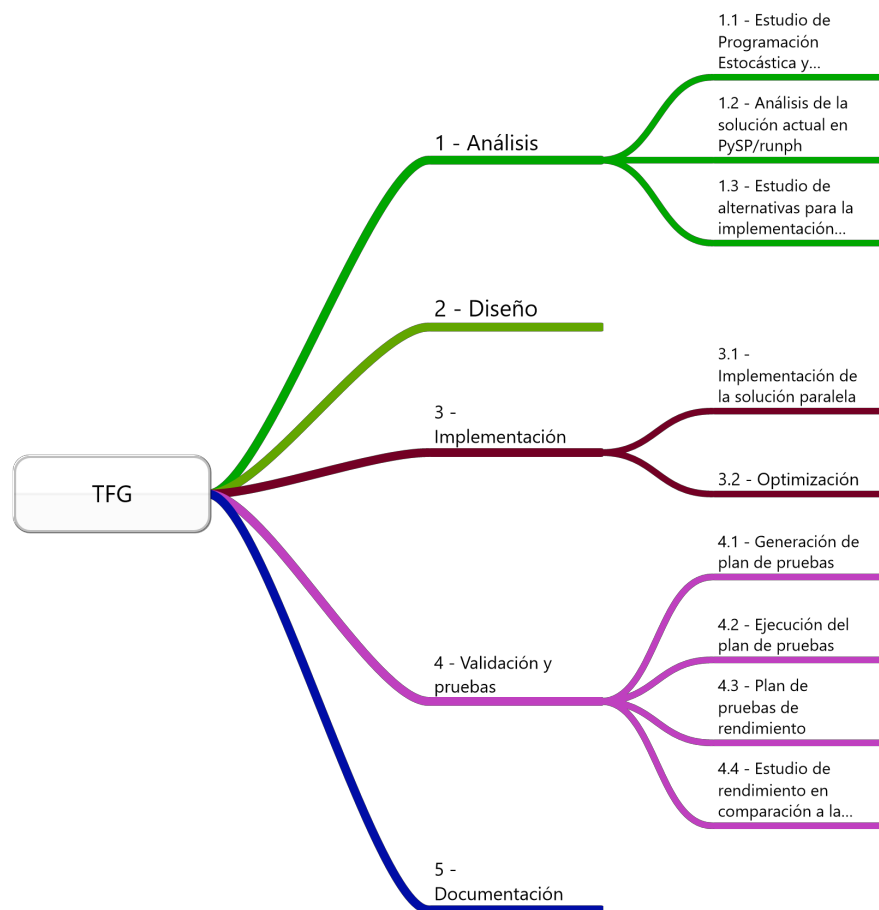 1.1 - Estudio de
Programación
Estocástica y...
1.2 - Análisis de la
solución actual en
PySP/runph
1 - Análisis
1.3 - Estudio de
alternativas para la
implementación...
2 - Diseño
3.1 -
Implementación de
la solución paralela
3 -
Implementación
3.2 - Optimización
TFG
4.1 - Generación de
plan de pruebas
4.2 - Ejecución del
plan de pruebas
4 - Validación y
pruebas
4.3 - Plan de
pruebas de
rendimiento
4.4 - Estudio de
rendimiento en
comparación a la...
5 -
Documentación